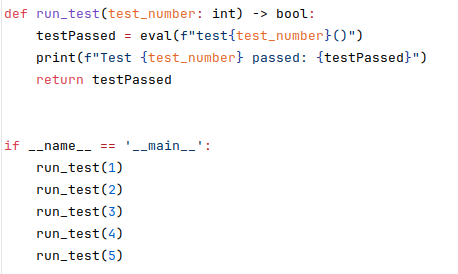 def run_test(test_number: int) -> bool:
    testPassed = eval(f"test{test_number}()")
    print(f"Test {test_number} passed: {testPassed}")
    return testPassed
if __name__ == '__main__':
    run_test(1)
    run_test(2)
    run_test(3)
    run_test(4)
    run_test(5)